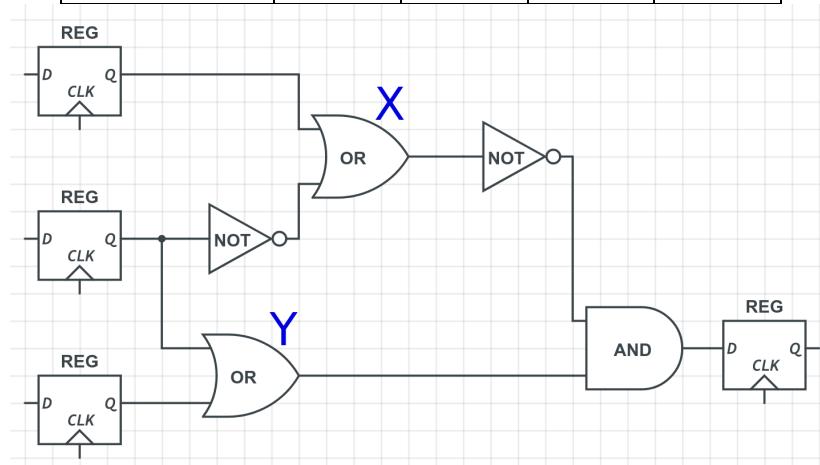 REG
D Q
CLK
X
OR
NOT
REG
D Q
CLK
NOT
Y
REG
D Q
CLK
OR
AND
REG
D Q
CLK